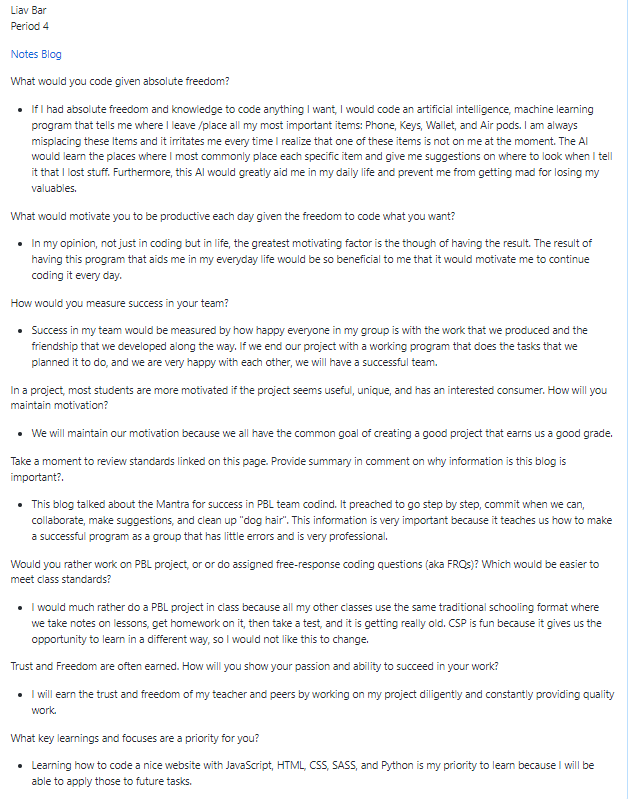 Liav Bar
Period 4
Notes Blog
What would you code given absolute freedom?
• If I had absolute freedom and knowledge to code anything I want, I would code an artificial intelligence, machine learning
program that tells me where I leave /place all my most important items: Phone, Keys, Wallet, and Air pods. I am always
misplacing these Items and it irritates me every time I realize that one of these items is not on me at the moment. The AI
would learn the places where I most commonly place each specific item and give me suggestions on where to look when I tell
it that I lost stuff. Furthermore, this AI would greatly aid me in my daily life and prevent me from getting mad for losing my
valuables.
What would motivate you to be productive each day given the freedom to code what you want?
• In my opinion, not just in coding but in life, the greatest motivating factor is the though of having the result. The result of
having this program that aids me in my everyday life would be so beneficial to me that it would motivate me to continue
coding it every day.
How would you measure success in your team?
• Success in my team would be measured by how happy everyone in my group is with the work that we produced and the
friendship that we developed along the way. If we end our project with a working program that does the tasks that we
planned it to do, and we are very happy with each other, we will have a successful team.
In a project, most students are more motivated if the project seems useful, unique, and has an interested consumer. How will you
maintain motivation?
• We will maintain our motivation because we all have the common goal of creating a good project that earns us a good grade.
Take a moment to review standards linked on this page. Provide summary in comment on why information is this blog is
important?.
• This blog talked about the Mantra for success in PBL team codind. It preached to go step by step, commit when we can,
collaborate, make suggestions, and clean up "dog hair". This information is very important because it teaches us how to make
a successful program as a group that has little errors and is very professional.
Would you rather work on PBL project, or or do assigned free-response coding questions (aka FRQs)? Which would be easier to
meet class standards?
• I would much rather do a PBL project in class because all my other classes use the same traditional schooling format where
we take notes on lessons, get homework on it, then take a test, and it is getting really old. CSP is fun because it gives us the
opportunity to learn in a different way, so I would not like this to change.
Trust and Freedom are often earned. How will you show your passion and ability to succeed in your work?
• I will earn the trust and freedom of my teacher and peers by working on my project diligently and constantly providing quality
work.
What key learnings and focuses are a priority for you?
• Learning how to code a nice website with JavaScript, HTML, CSS, SASS, and Python is my priority to learn because I will be
able to apply those to future tasks.